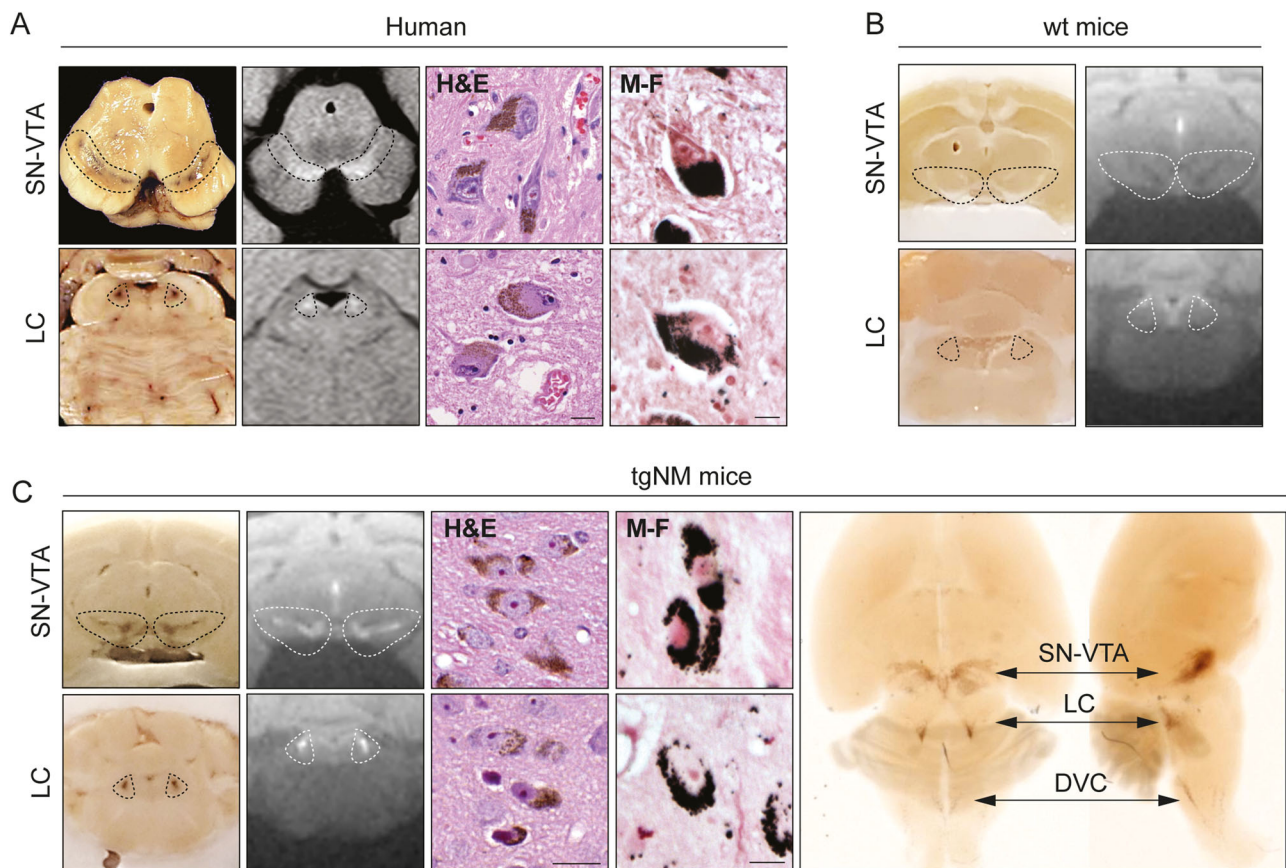 A
Human
B
wt mice
SN-VTA
H&E
M-F
SN-VTA
LC
LC
C
tgNM mice
SN-VTA
H&E
M-F
LC
SN-VTA
LC
DVC